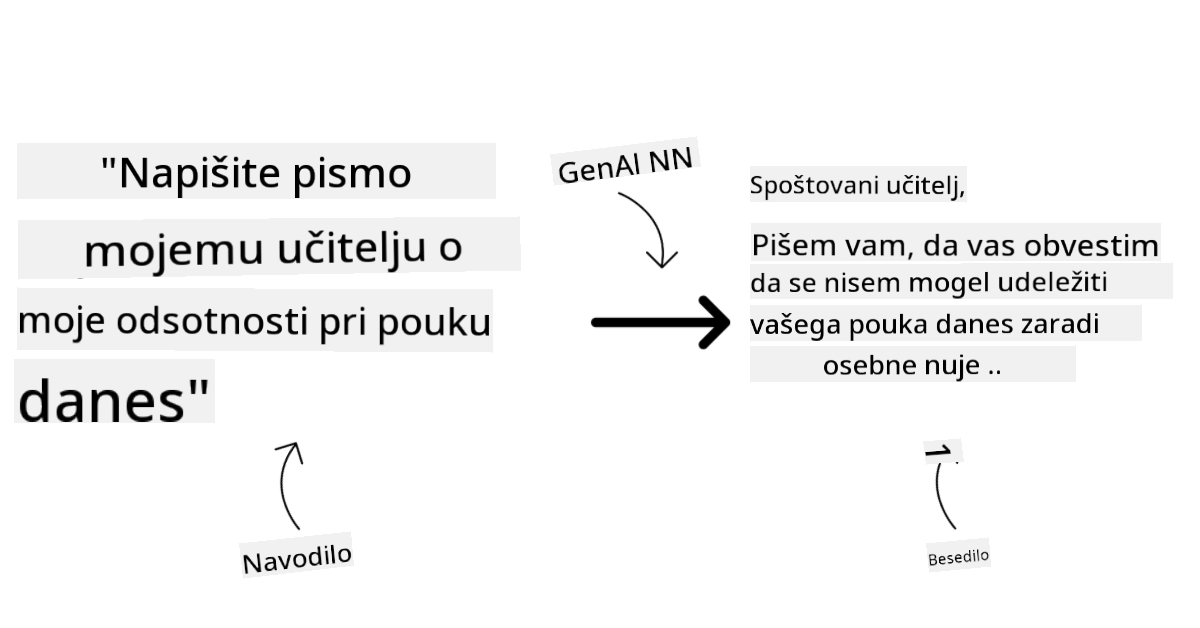 "Napišite pismo
mojemu učitelju o
moje odsotnosti pri pouku
danes"
Navodilo
GenAI NN
Spoštovani učitelj,
Pišem vam, da vas obvestim
da se nisem mogel udeležiti
vašega pouka danes zaradi
osebne nuje ..
Besedilo